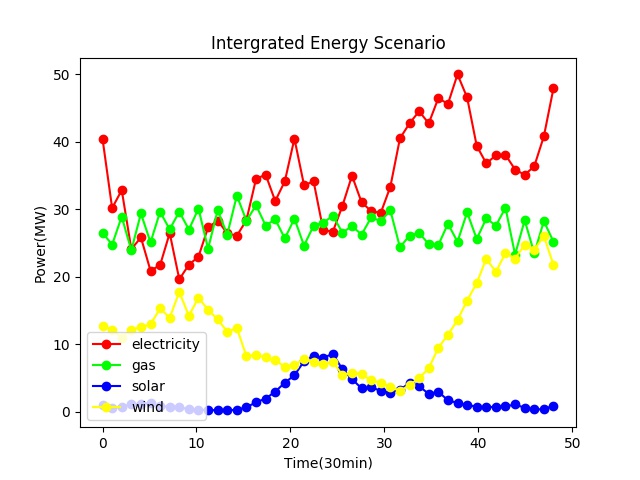 Intergrated Energy Scenario
Power(MW)
50
40
30
20
10
0
electricity
gas
solar
wind
0 10 20 30 40 50
Time(30min)